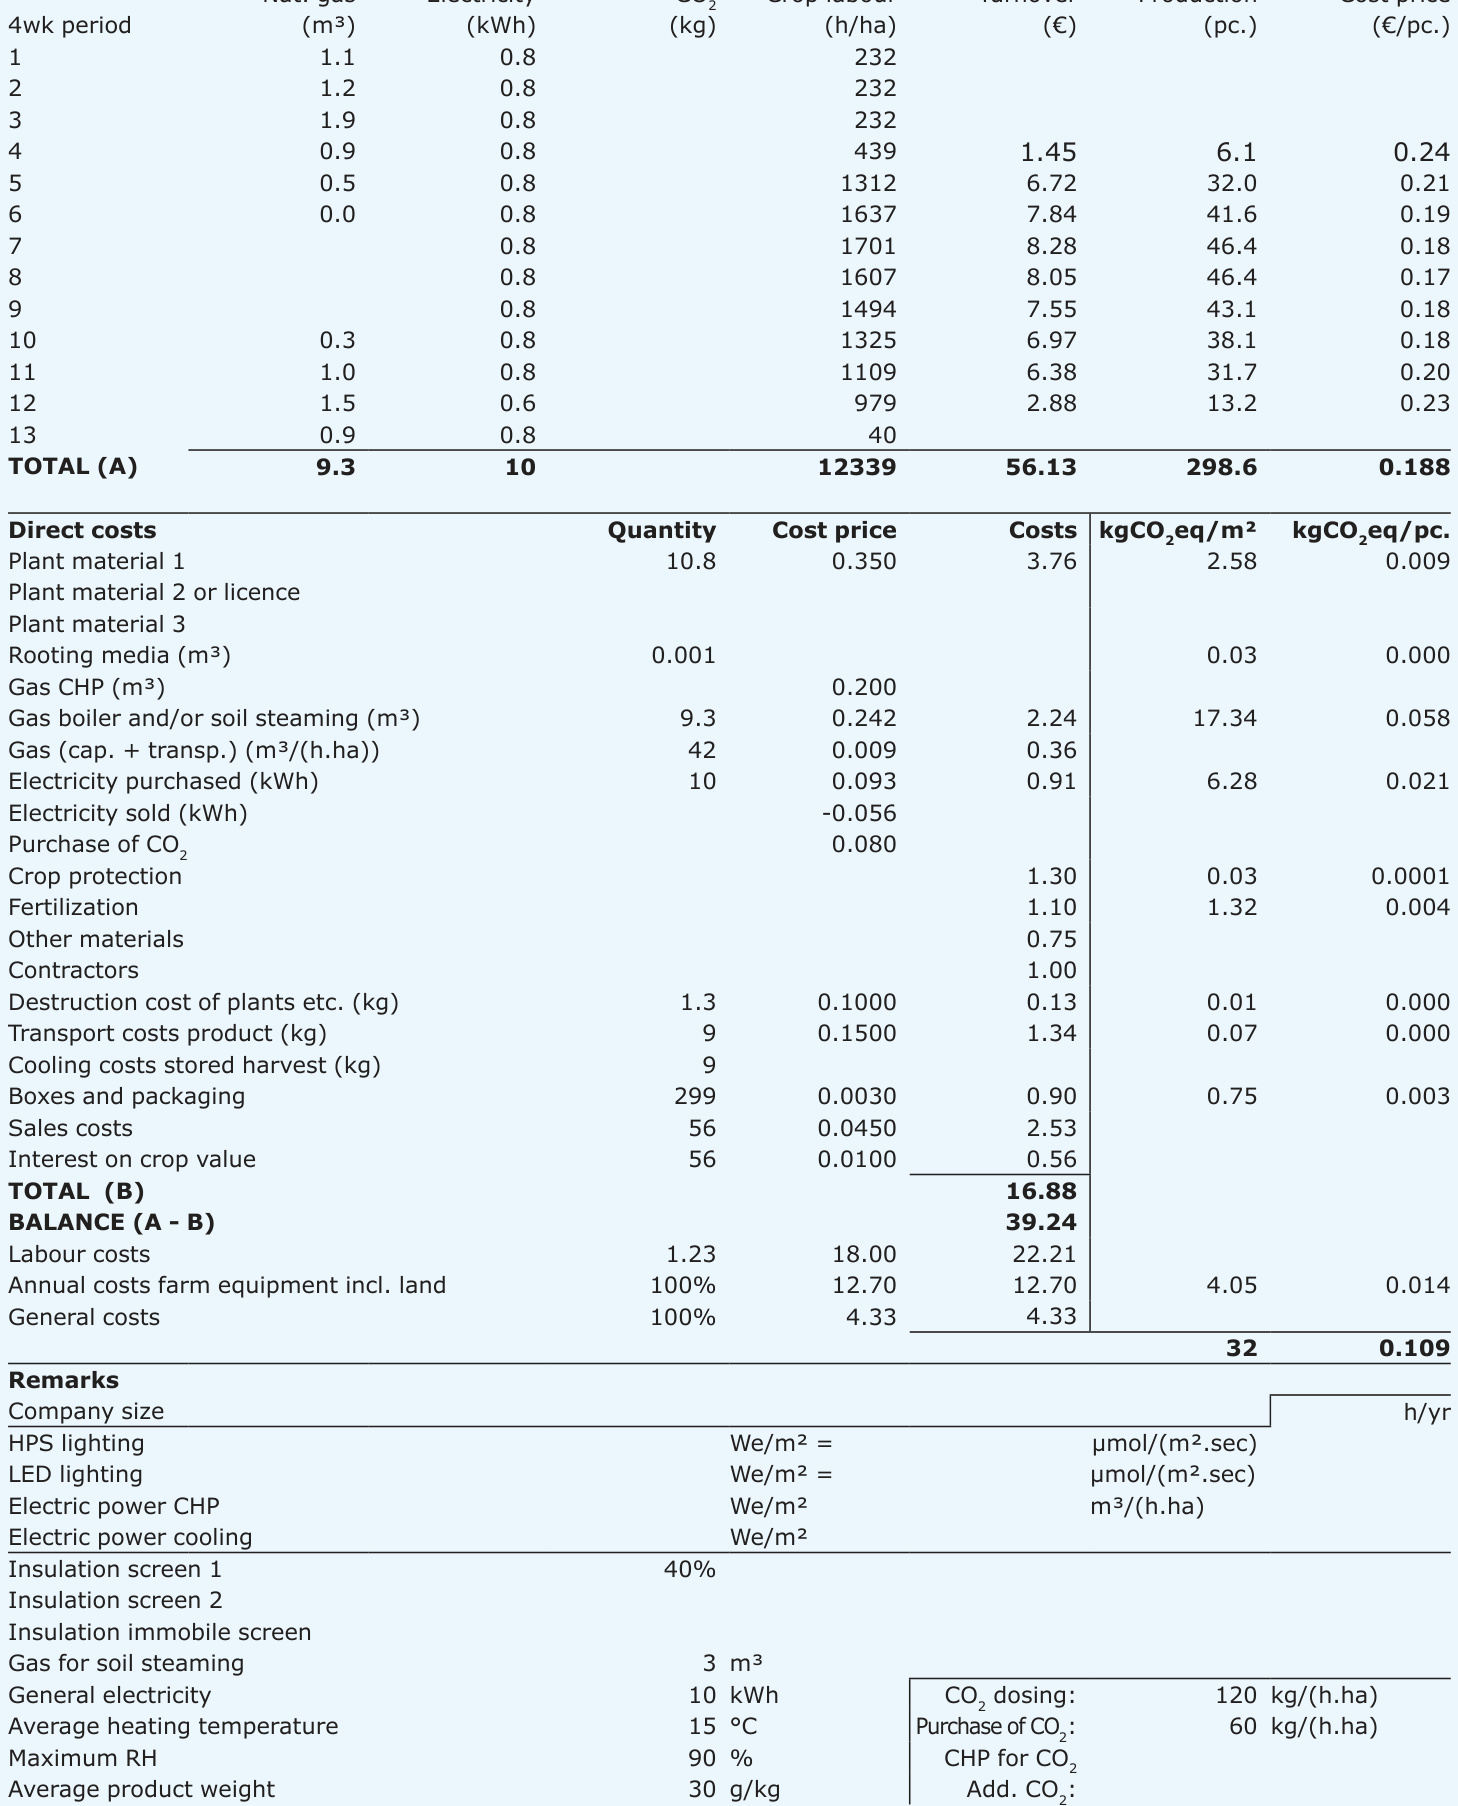 4wk period (m³) (kWh) (kg) (h/ha) (€) (pc.) (€/pc.)
1 1.1 0.8 232
2 1.2 0.8 232
3 1.9 0.8 232
4 0.9 0.8 439 1.45 6.1 0.24
5 0.5 0.8 1312 6.72 32.0 0.21
6 0.0 0.8 1637 7.84 41.6 0.19
7 0.8 1701 8.28 46.4 0.18
8 0.8 1607 8.05 46.4 0.17
9 0.8 1494 7.55 43.1 0.18
10 0.3 0.8 1325 6.97 38.1 0.18
11 1.0 0.8 1109 6.38 31.7 0.20
12 1.5 0.6 979 2.88 13.2 0.23
13 0.9 0.8 40
TOTAL (A) 9.3 10 12339 56.13 298.6 0.188
Direct costs Quantity Cost price Costs kgCO₂eq/m² kgCO₂eq/pc.
Plant material 1 10.8 0.350 3.76 2.58 0.009
Plant material 2 or licence
Plant material 3
Rooting media (m³) 0.001 0.03 0.000
Gas CHP (m³) 0.200
Gas boiler and/or soil steaming (m³) 9.3 0.242 2.24 17.34 0.058
Gas (cap. + transp.) (m³/(h.ha)) 42 0.009 0.36
Electricity purchased (kWh) 10 0.093 0.91 6.28 0.021
Electricity sold (kWh) -0.056
Purchase of CO₂ 0.080
Crop protection 1.30 0.03 0.0001
Fertilization 1.10 1.32 0.004
Other materials 0.75
Contractors 1.00
Destruction cost of plants etc. (kg) 1.3 0.1000 0.13 0.01 0.000
Transport costs product (kg) 9 0.1500 1.34 0.07 0.000
Cooling costs stored harvest (kg) 9
Boxes and packaging 299 0.0030 0.90 0.75 0.003
Sales costs 56 0.0450 2.53
Interest on crop value 56 0.0100 0.56
TOTAL (B) 16.88
BALANCE (A - B) 39.24
Labour costs 1.23 18.00 22.21
Annual costs farm equipment incl. land 100% 12.70 12.70 4.05 0.014
General costs 100% 4.33 4.33
32 0.109
Remarks
Company size h/yr
HPS lighting We/m² = µmol/(m².sec)
LED lighting We/m² = µmol/(m².sec)
Electric power CHP We/m² m³/(h.ha)
Electric power cooling We/m²
Insulation screen 1 40%
Insulation screen 2
Insulation immobile screen
Gas for soil steaming 3 m³
General electricity 10 kWh CO₂ dosing: 120 kg/(h.ha)
Average heating temperature 15 °C Purchase of CO₂: 60 kg/(h.ha)
Maximum RH 90 % CHP for CO₂
Average product weight 30 g/kg Add. CO₂: